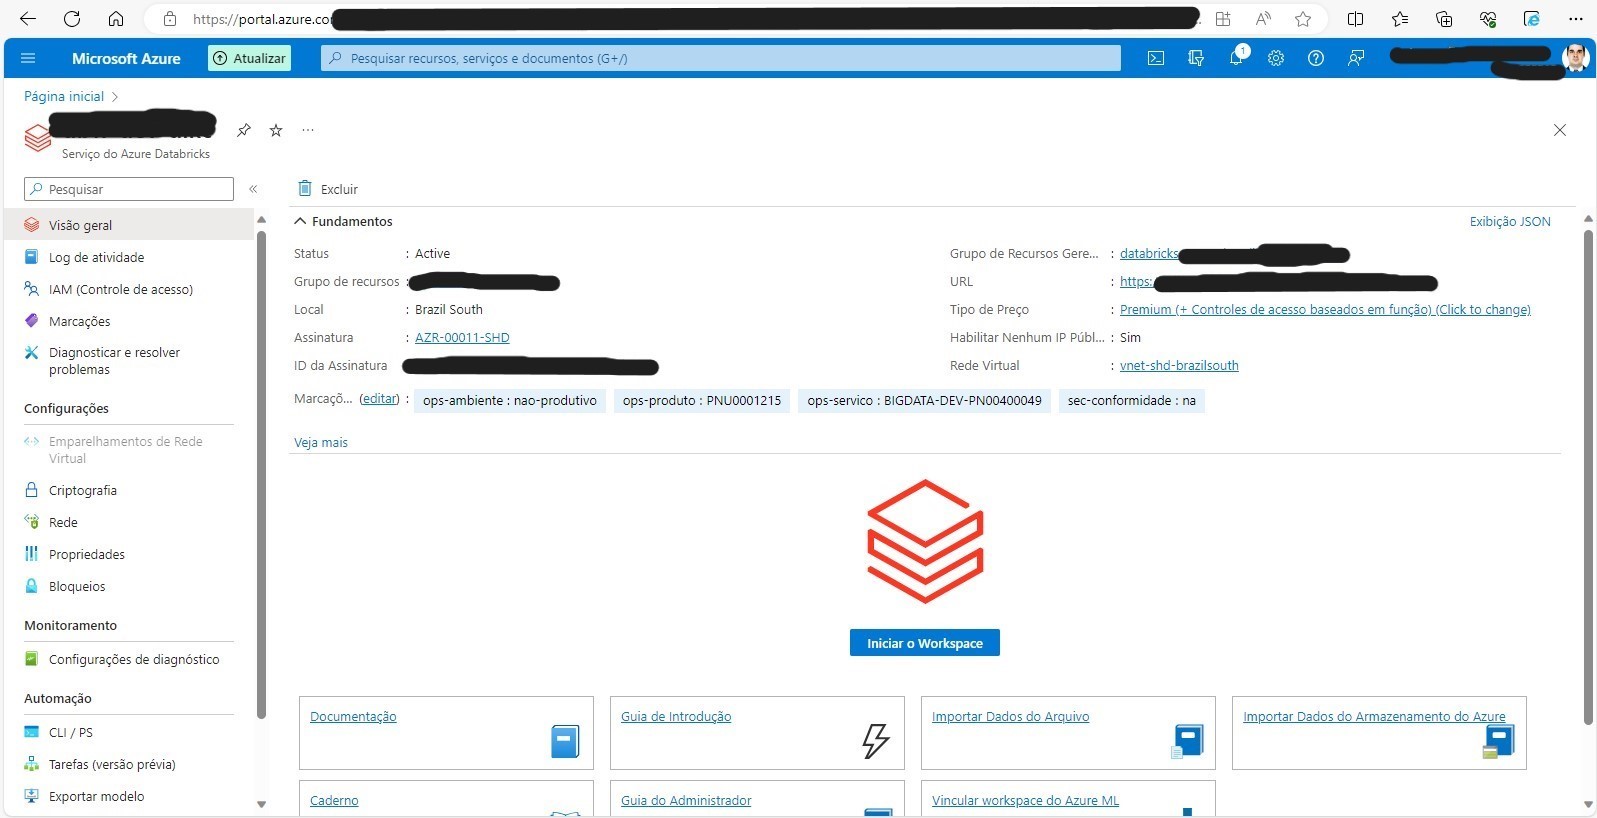 https://portal.azure.co
Microsoft Azure
Atualizar
Pesquisar recursos, serviços e documentos (G+/)
1
Página inicial >
Serviço do Azure Databricks
Pesquisar
«
Visão geral
Log de atividade
IAM (Controle de acesso)
Marcações
Diagnosticar e resolver
problemas
Configurações
Emparelhamentos de Rede
Virtual
Criptografia
Rede
Propriedades
Bloqueios
Monitoramento
Configurações de diagnóstico
Automação
CLI / PS
Tarefas (versão prévia)
Exportar modelo
Excluir
Fundamentos
Exibição JSON
Status : Active
Grupo de recursos :
Local : Brazil South
Assinatura : AZR-00011-SHD
ID da Assinatura
Grupo de Recursos Gere... : databricks
URL : https:
Tipo de Preço : Premium (+ Controles de acesso baseados em função) (Click to change)
Habilitar Nenhum IP Públ... : Sim
Rede Virtual : vnet-shd-brazilsouth
Marcaçõ... (editar) : ops-ambiente : nao-produtivo ops-produto : PNU0001215 ops-servico : BIGDATA-DEV-PN00400049 sec-conformidade : na
Veja mais
Iniciar o Workspace
Documentação
Guia de Introdução
Importar Dados do Arquivo
Importar Dados do Armazenamento do Azure
Caderno
Guia do Administrador
Vincular workspace do Azure ML